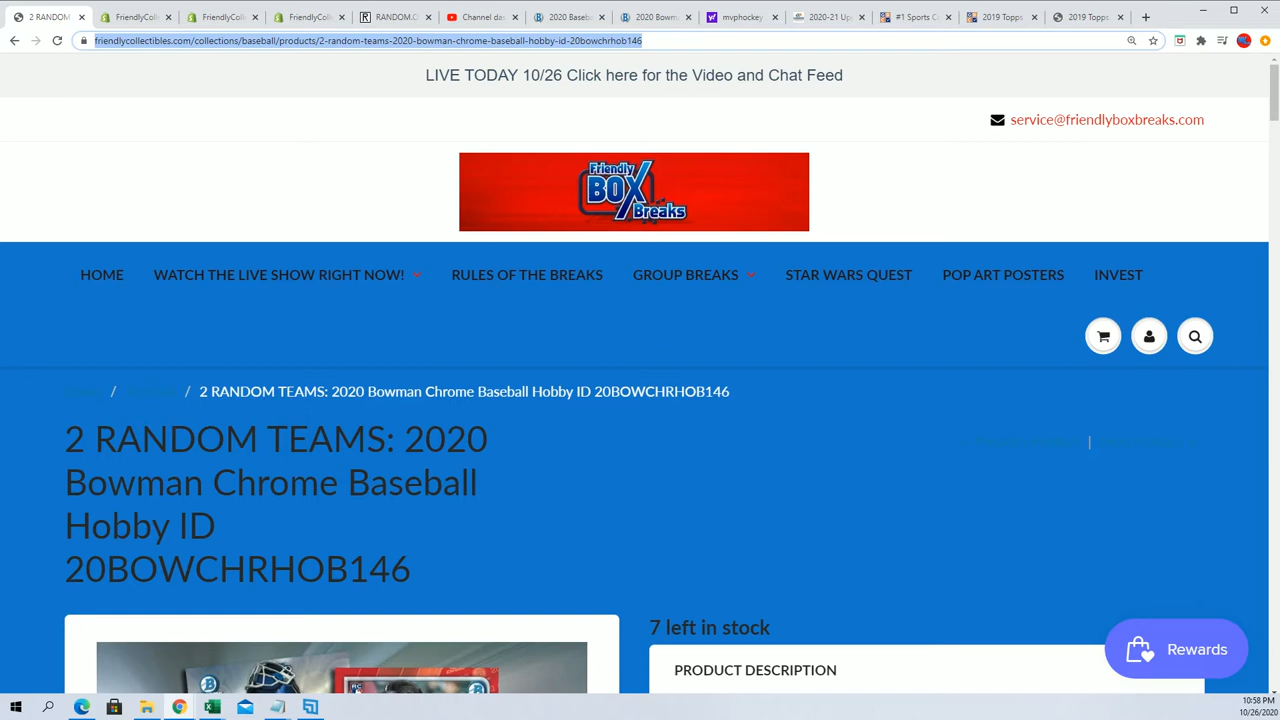 2 RANDOM
FriendlyColl
FriendlyColl
FriendlyColl
RANDOM.C
Channel das
2020 Baseba
2020 Bowm
mvphockey
2020-21 Up
#1 Sports C
2019 Topps
2019 Topps
friendlycollectibles.com/collections/baseball/products/2-random-teams-2020-bowman-chrome-baseball-hobby-id-20bowchrhob146
LIVE TODAY 10/26 Click here for the Video and Chat Feed
service@friendlyboxbreaks.com
Friendly
BOX
Breaks
HOME
WATCH THE LIVE SHOW RIGHT NOW!
RULES OF THE BREAKS
GROUP BREAKS
STAR WARS QUEST
POP ART POSTERS
INVEST
/ / 2 RANDOM TEAMS: 2020 Bowman Chrome Baseball Hobby ID 20BOWCHRHOB146
2 RANDOM TEAMS: 2020
Bowman Chrome Baseball
Hobby ID
20BOWCHRHOB146
|
7 left in stock
PRODUCT DESCRIPTION
Rewards
10:58 PM
10/26/2020